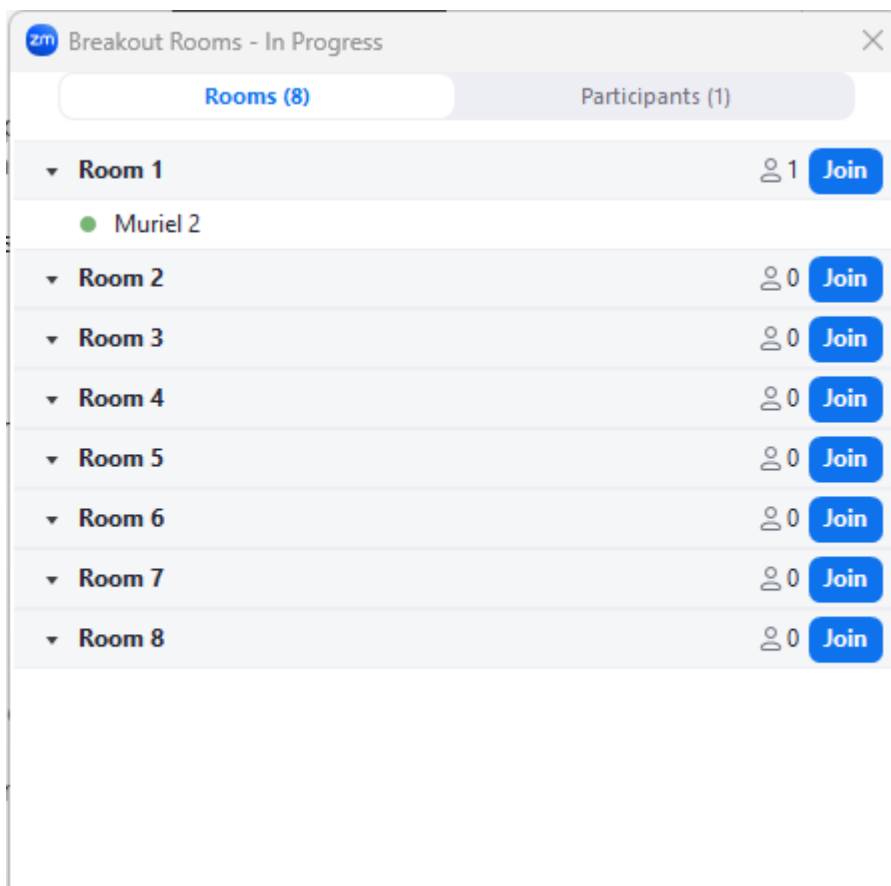 zm Breakout Rooms - In Progress
Rooms (8) Participants (1)
Room 1 1 Join
Muriel 2
Room 2 0 Join
Room 3 0 Join
Room 4 0 Join
Room 5 0 Join
Room 6 0 Join
Room 7 0 Join
Room 8 0 Join